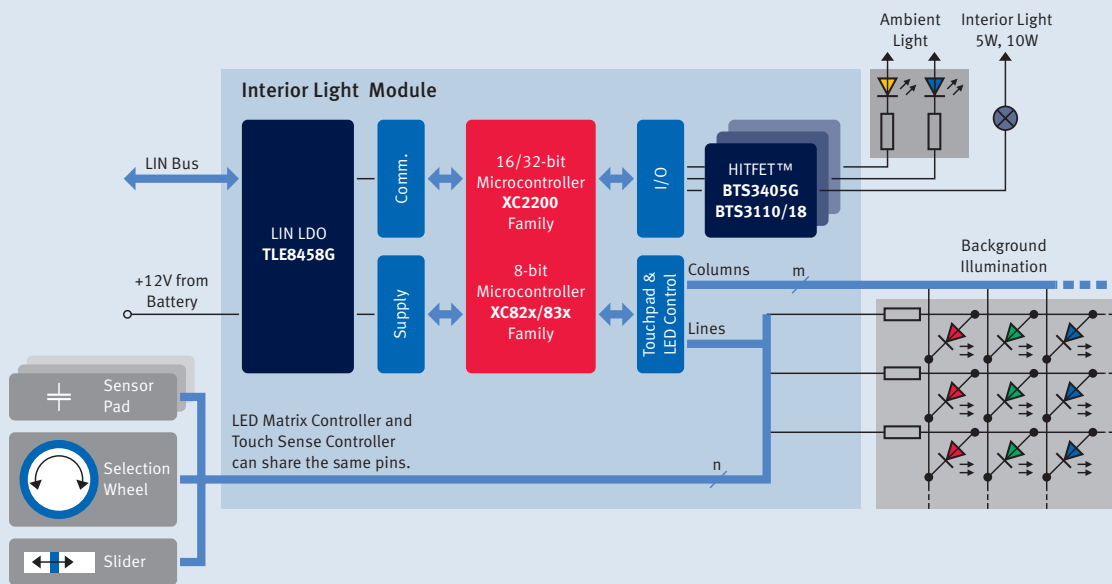 Ambient
Light
Interior Light
5W, 10W
Interior Light Module
LIN Bus
LIN LDO
TLE8458G
Comm.
16/32-bit
Microcontroller
XC2200
Family
I/O
HITFET™
BTS3405G
BTS3110/18
+12V from
Battery
Supply
8-bit
Microcontroller
XC82x/83x
Family
Touchpad &
LED Control
Columns
m
Background
Illumination
Lines
Sensor
Pad
LED Matrix Controller and
Touch Sense Controller
can share the same pins.
n
Selection
Wheel
Slider